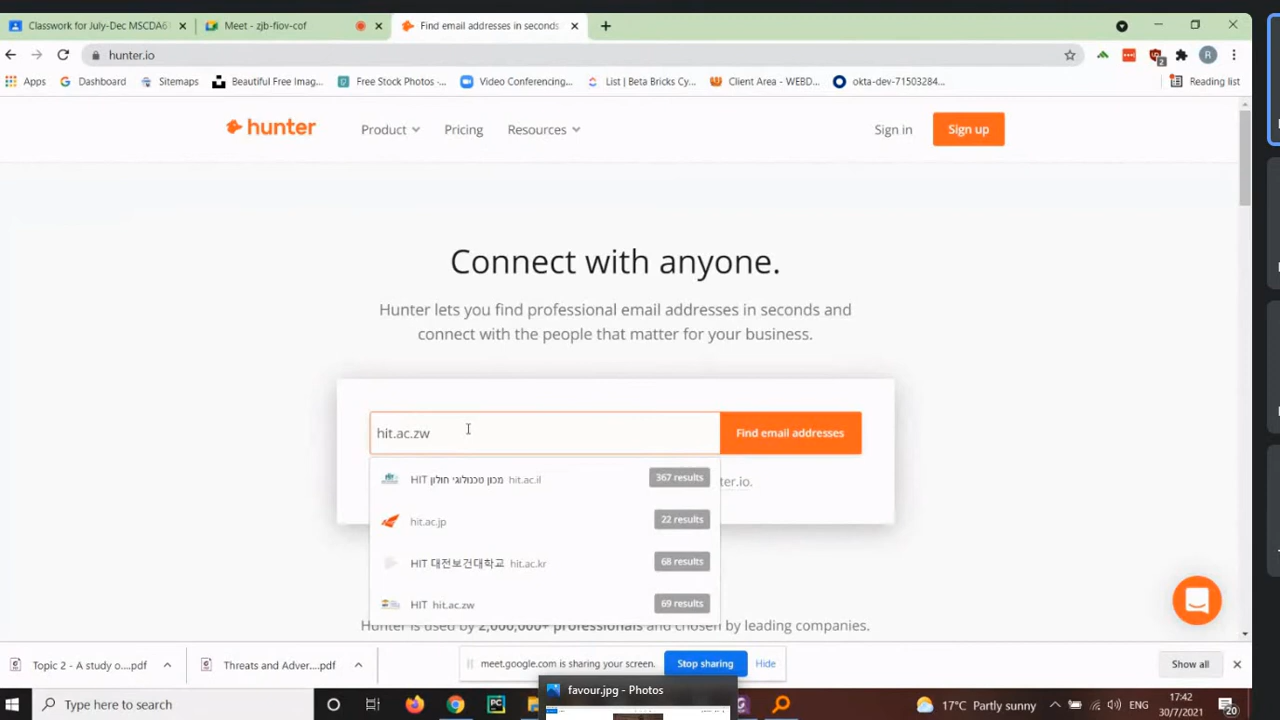 Classwork for July-Dec MSCDA61
Meet - zjb-fiov-cof
Find email addresses in seconds
hunter.io
Apps
Dashboard
Sitemaps
Beautiful Free Imag...
Free Stock Photos -...
Video Conferencing...
List | Beta Bricks Cy...
Client Area - WEBD...
okta-dev-71503284...
Reading list
hunter
Product
Pricing
Resources
Sign in
Sign up
Connect with anyone.
Hunter lets you find professional email addresses in seconds and
connect with the people that matter for your business.
hit.ac.zw
Find email addresses
HIT מכון טכנולוגי חולון hit.ac.il
367 results
ter.io.
hit.ac.jp
22 results
HIT 대전보건대학교 hit.ac.kr
68 results
HIT hit.ac.zw
69 results
Hunter is used by 2,000,000+ professionals and chosen by leading companies.
Topic 2 - A study o....pdf
Threats and Adver....pdf
meet.google.com is sharing your screen.
Stop sharing
Hide
Show all
favour.jpg - Photos
Type here to search
17°C Partly sunny
ENG
17:42
30/7/2021
20